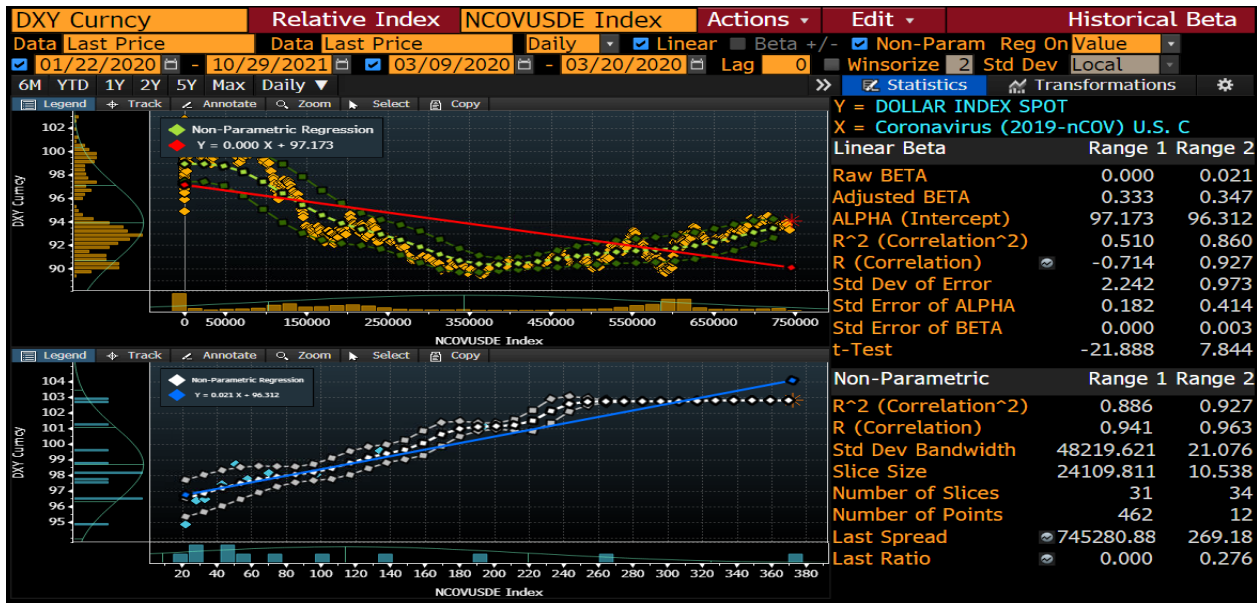 DXY Curncy Relative Index NCOVUSDE Index Actions Edit Historical Beta
Data Last Price Data Last Price Daily Linear Beta +/- Non-Param Reg On Value
01/22/2020 - 10/29/2021 03/09/2020 - 03/20/2020 Lag 0 Winsorize 2 Std Dev Local
6M YTD 1Y 2Y 5Y Max Daily ▼ » Statistics Transformations
Legend Track Annotate Zoom Select Copy
Non-Parametric Regression
Y = 0.000 X + 97.173
DXY Curncy
102
100
98
96
94
92
90
0 50000 150000 250000 350000 450000 550000 650000 750000
NCOVUSDE Index
Legend Track Annotate Zoom Select Copy
Non-Parametric Regression
Y = 0.021 X + 96.312
DXY Curncy
104
103
102
101
100
99
98
97
96
95
20 40 60 80 100 120 140 160 180 200 220 240 260 280 300 320 340 360 380
NCOVUSDE Index
Y = DOLLAR INDEX SPOT
X = Coronavirus (2019-nCOV) U.S. C
Linear Beta Range 1 Range 2
Raw BETA 0.000 0.021
Adjusted BETA 0.333 0.347
ALPHA (Intercept) 97.173 96.312
R^2 (Correlation^2) 0.510 0.860
R (Correlation) -0.714 0.927
Std Dev of Error 2.242 0.973
Std Error of ALPHA 0.182 0.414
Std Error of BETA 0.000 0.003
t-Test -21.888 7.844
Non-Parametric Range 1 Range 2
R^2 (Correlation^2) 0.886 0.927
R (Correlation) 0.941 0.963
Std Dev Bandwidth 48219.621 21.076
Slice Size 24109.811 10.538
Number of Slices 31 34
Number of Points 462 12
Last Spread 745280.88 269.18
Last Ratio 0.000 0.276